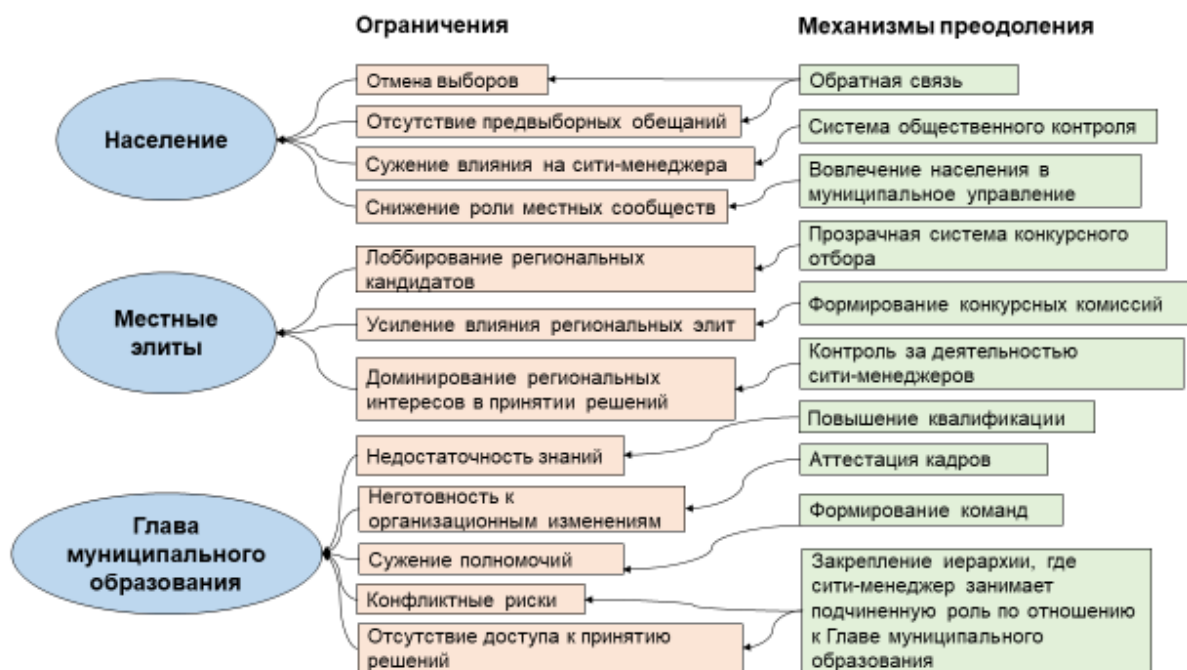 Ограничения
Механизмы преодоления
Население
Отмена выборов
Отсутствие предвыборных обещаний
Сужение влияния на сити-менеджера
Снижение роли местных сообществ
Обратная связь
Система общественного контроля
Вовлечение населения в
муниципальное управление
Местные
элиты
Лоббирование региональных
кандидатов
Усиление влияния региональных элит
Доминирование региональных
интересов в принятии решений
Прозрачная система конкурсного
отбора
Формирование конкурсных комиссий
Контроль за деятельностью
сити-менеджеров
Глава
муниципального
образования
Недостаточность знаний
Неготовность к
организационным изменениям
Сужение полномочий
Конфликтные риски
Отсутствие доступа к принятию
решений
Повышение квалификации
Аттестация кадров
Формирование команд
Закрепление иерархии, где
сити-менеджер занимает
подчиненную роль по отношению
к Главе муниципального
образования